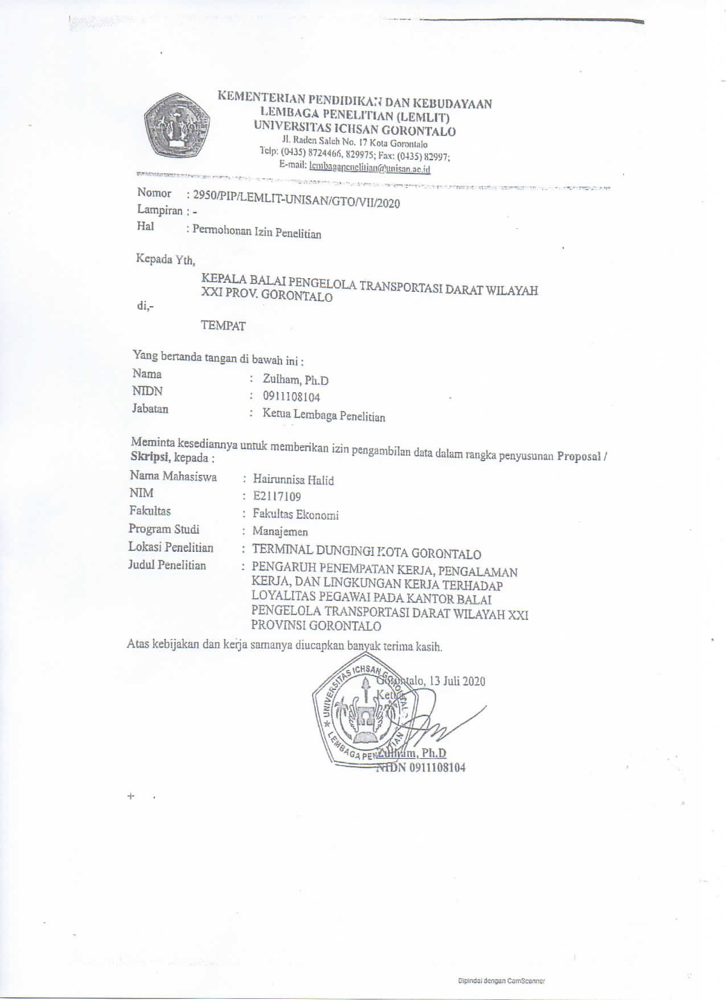 KEMENTERIAN PENDIDIKAN DAN KEBUDAYAAN
LEMBAGA PENELITIAN (LEMLIT)
UNIVERSITAS ICHSAN GORONTALO
Jl. Raden Saleh No. 17 Kota Gorontalo
Telp: (0435) 8724466, 829975; Fax: (0435) 82997;
E-mail: lembagapenelitian@unisan.ac.id
Nomor : 2950/PIP/LEMLIT-UNISAN/GTO/VII/2020
Lampiran : -
Hal : Permohonan Izin Penelitian
Kepada Yth,
KEPALA BALAI PENGELOLA TRANSPORTASI DARAT WILAYAH
XXI PROV. GORONTALO
di,-
TEMPAT
Yang bertanda tangan di bawah ini :
Nama : Zulham, Ph.D
NIDN : 0911108104
Jabatan : Ketua Lembaga Penelitian
Meminta kesediannya untuk memberikan izin pengambilan data dalam rangka penyusunan Proposal /
Skripsi, kepada :
Nama Mahasiswa : Hairunnisa Halid
NIM : E2117109
Fakultas : Fakultas Ekonomi
Program Studi : Manajemen
Lokasi Penelitian : TERMINAL DUNGINGI KOTA GORONTALO
Judul Penelitian : PENGARUH PENEMPATAN KERJA, PENGALAMAN
KERJA, DAN LINGKUNGAN KERJA TERHADAP
LOYALITAS PEGAWAI PADA KANTOR BALAI
PENGELOLA TRANSPORTASI DARAT WILAYAH XXI
PROVINSI GORONTALO
Atas kebijakan dan kerja samanya diucapkan banyak terima kasih.
UNIVERSITAS ICHSAN GORONTALO
LEMBAGA PENELITIAN
Gorontalo, 13 Juli 2020
Ketua
Zulham, Ph.D
NIDN 0911108104
+
Dipindai dengan CamScanner